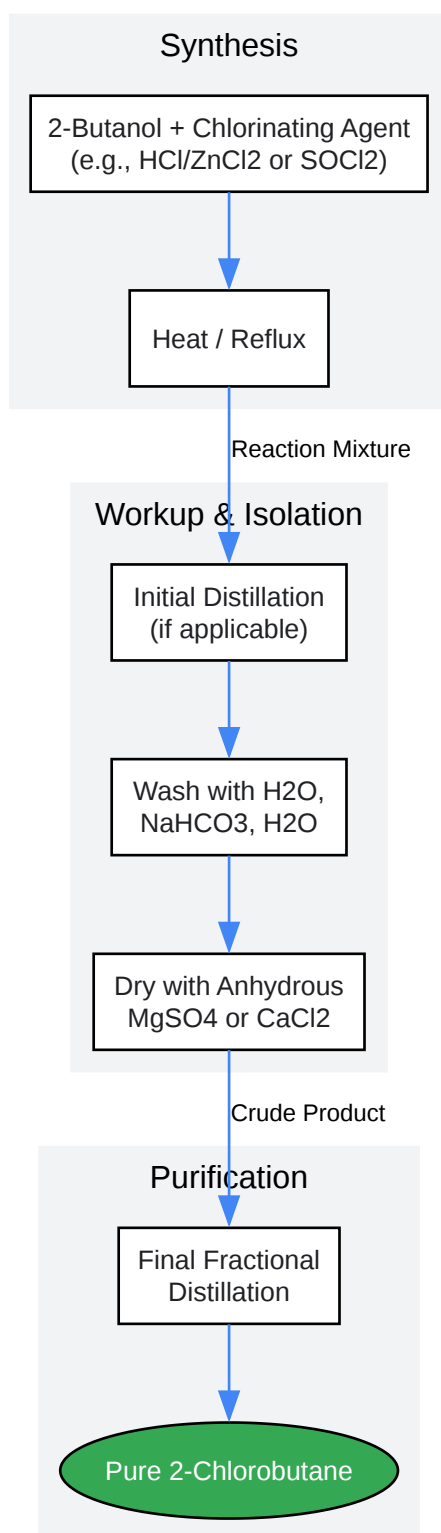 Synthesis
2-Butanol + Chlorinating Agent
(e.g., HCl/ZnCl2 or SOCl2)
Heat / Reflux
Reaction Mixture
Workup & Isolation
Initial Distillation
(if applicable)
Wash with H2O,
NaHCO3, H2O
Dry with Anhydrous
MgSO4 or CaCl2
Crude Product
Purification
Final Fractional
Distillation
Pure 2-Chlorobutane